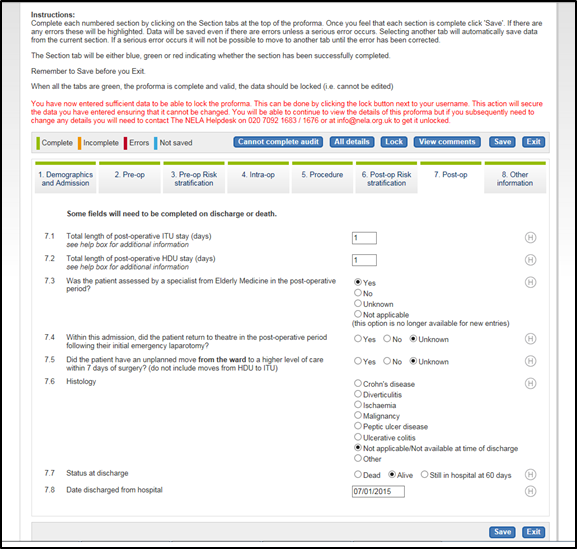 Instructions:
Complete each numbered section by clicking on the Section tabs at the top of the proforma. Once you feel that each section is complete click 'Save'. If there are
any errors these will be highlighted. Data will be saved even if there are errors unless a serious error occurs. Selecting another tab will automatically save data
from the current section. If a serious error occurs it will not be possible to move to another tab until the error has been corrected.
The Section tab will be either blue, green or red indicating whether the section has been successfully completed.
Remember to Save before you Exit.
When all the tabs are green, the proforma is complete and valid, the data should be locked (i.e. cannot be edited)
You have now entered sufficient data to be able to lock the proforma. This can be done by clicking the lock button next to your username. This action will secure
the data you have entered ensuring that it cannot be changed. You will be able to continue to view the details of this proforma but if you subsequently need to
change any details you will need to contact The NELA Helpdesk on 020 7092 1683 / 1676 or at info@nela.org.uk to get it unlocked.
Complete Incomplete Errors Not saved Cannot complete audit All details Lock View comments Save Exit
1. Demographics and Admission
2. Pre-op
3. Pre-op Risk stratification
4. Intra-op
5. Procedure
6. Post-op Risk stratification
7. Post-op
8. Other information
Some fields will need to be completed on discharge or death.
7.1 Total length of post-operative ITU stay (days) 1 H
see help box for additional information
7.2 Total length of post-operative HDU stay (days) 1 H
see help box for additional information
7.3 Was the patient assessed by a specialist from Elderly Medicine in the post-operative Yes H
period?
No
Unknown
Not applicable
(this option is no longer available for new entries)
7.4 Within this admission, did the patient return to theatre in the post-operative period Yes No Unknown H
following their initial emergency laparotomy?
7.5 Did the patient have an unplanned move from the ward to a higher level of care Yes No Unknown H
within 7 days of surgery? (do not include moves from HDU to ITU)
7.6 Histology Crohn's disease H
Diverticulitis
Ischaemia
Malignancy
Peptic ulcer disease
Ulcerative colitis
Not applicable/Not available at time of discharge
Other
7.7 Status at discharge Dead Alive Still in hospital at 60 days H
7.8 Date discharged from hospital 07/01/2015 H
Save Exit